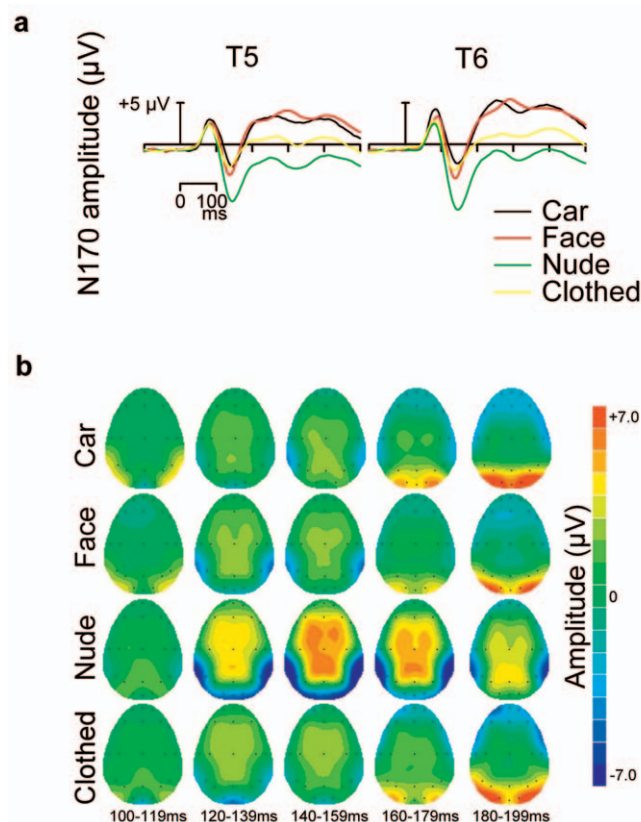 a
T5
T6
N170 amplitude (µV)
+5 µV
0 100
ms
Car
Face
Nude
Clothed
b
Car
Face
Nude
Clothed
100-119ms 120-139ms 140-159ms 160-179ms 180-199ms
+7.0
0
-7.0
Amplitude (µV)